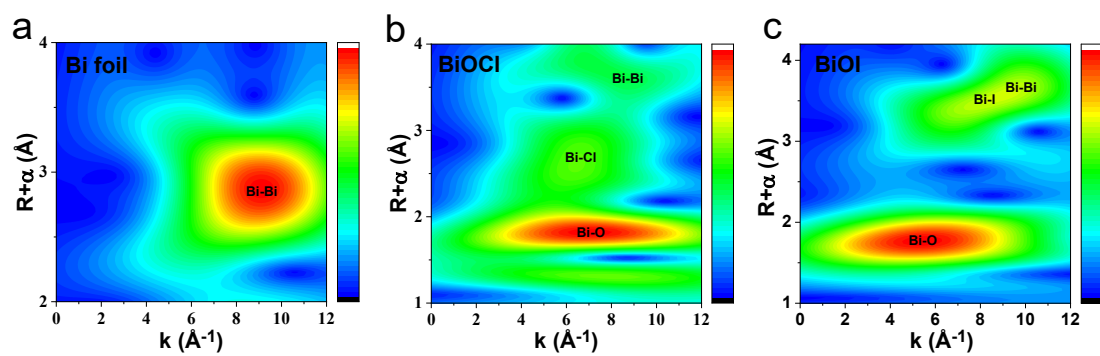 a
Bi foil
Bi-Bi
4
3
2
R+α (Å)
0 2 4 6 8 10 12
k (Å-1)
b
BiOCl
Bi-Bi
Bi-Cl
Bi-O
4
3
2
1
R+α (Å)
0 2 4 6 8 10 12
k (Å-1)
c
BiOI
Bi-Bi
Bi-I
Bi-O
4
3
2
1
R+α (Å)
0 2 4 6 8 10 12
k (Å-1)